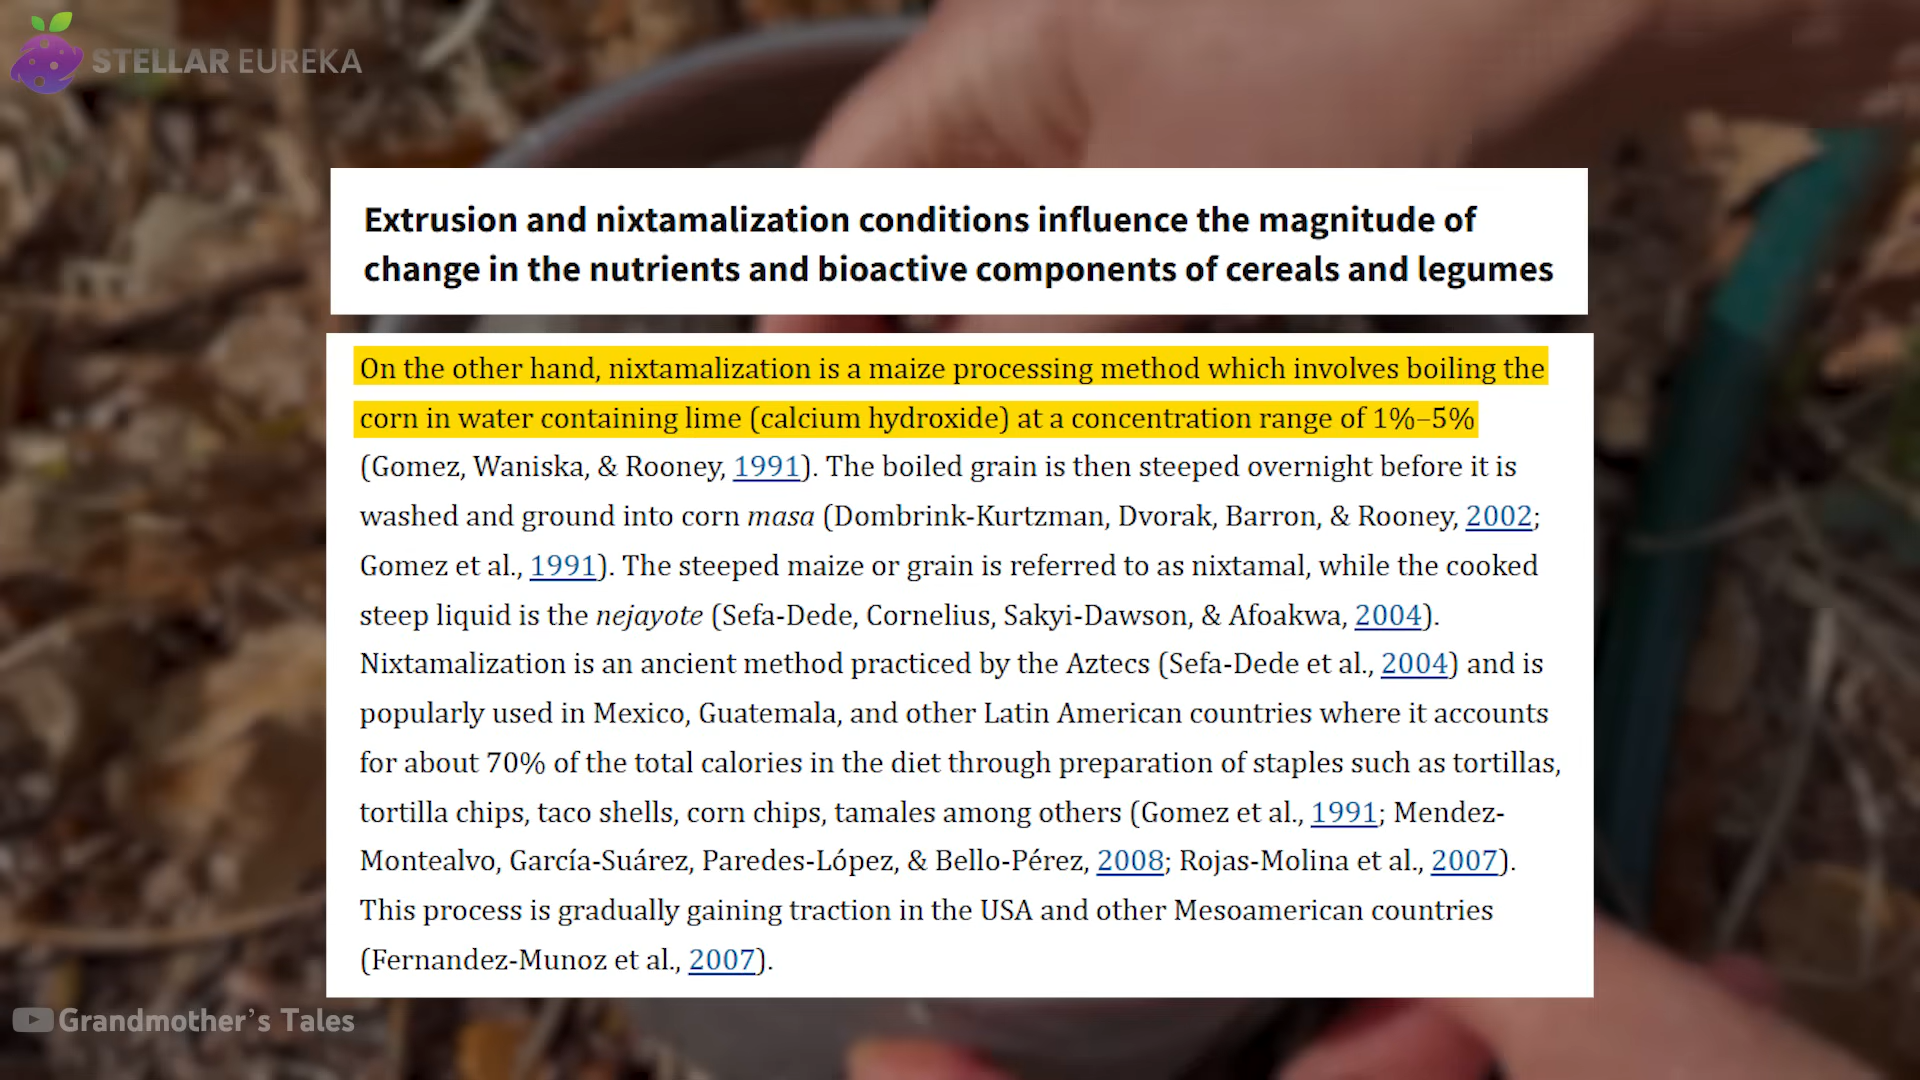 STELLAR EUREKA
Extrusion and nixtamalization conditions influence the magnitude of
change in the nutrients and bioactive components of cereals and legumes
On the other hand, nixtamalization is a maize processing method which involves boiling the
corn in water containing lime (calcium hydroxide) at a concentration range of 1%–5%
(Gomez, Waniska, & Rooney, 1991). The boiled grain is then steeped overnight before it is
washed and ground into corn masa (Dombrink-Kurtzman, Dvorak, Barron, & Rooney, 2002;
Gomez et al., 1991). The steeped maize or grain is referred to as nixtamal, while the cooked
steep liquid is the nejayote (Sefa-Dede, Cornelius, Sakyi-Dawson, & Afoakwa, 2004).
Nixtamalization is an ancient method practiced by the Aztecs (Sefa-Dede et al., 2004) and is
popularly used in Mexico, Guatemala, and other Latin American countries where it accounts
for about 70% of the total calories in the diet through preparation of staples such as tortillas,
tortilla chips, taco shells, corn chips, tamales among others (Gomez et al., 1991; Mendez-
Montealvo, García-Suárez, Paredes-López, & Bello-Pérez, 2008; Rojas-Molina et al., 2007).
This process is gradually gaining traction in the USA and other Mesoamerican countries
(Fernandez-Munoz et al., 2007).
Grandmother's Tales